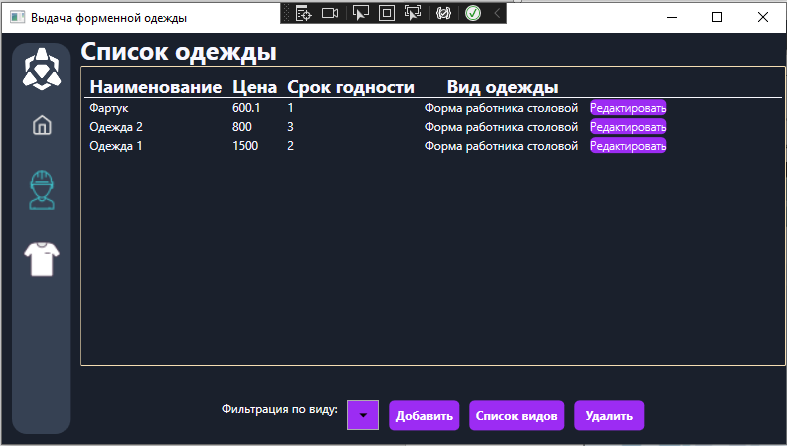 Выдача форменной одежды
Список одежды
Наименование Цена Срок годности Вид одежды
Фартук 600.1 1 Форма работника столовой Редактировать
Одежда 2 800 3 Форма работника столовой Редактировать
Одежда 1 1500 2 Форма работника столовой Редактировать
Фильтрация по виду: Добавить Список видов Удалить